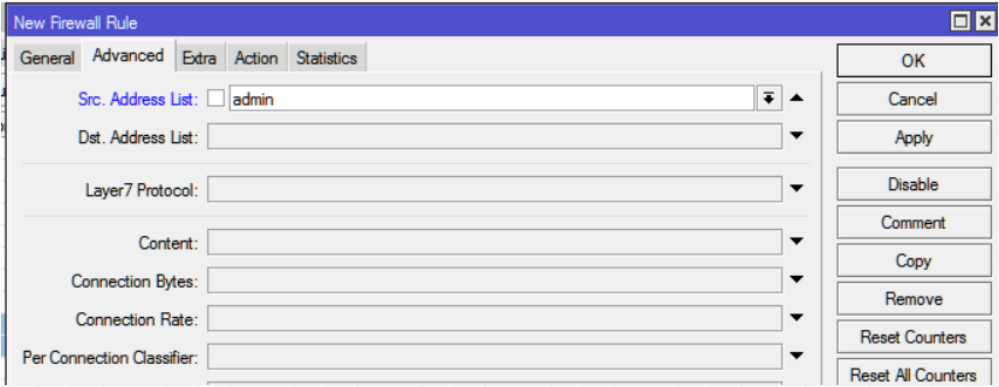 New Firewall Rule
General Advanced Extra Action Statistics
Src. Address List: admin
Dst. Address List:
Layer7 Protocol:
Content:
Connection Bytes:
Connection Rate:
Per Connection Classifier:
OK
Cancel
Apply
Disable
Comment
Copy
Remove
Reset Counters
Reset All Counters